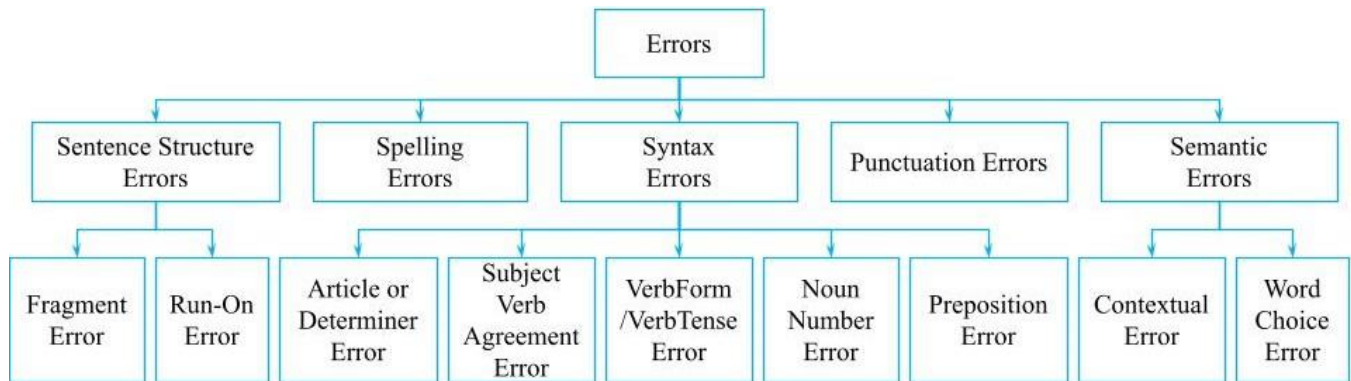 Errors
Sentence Structure
Errors
Spelling
Errors
Syntax
Errors
Punctuation Errors
Semantic
Errors
Fragment
Error
Run-On
Error
Article or
Determiner
Error
Subject
Verb
Agreement
Error
VerbForm
/VerbTense
Error
Noun
Number
Error
Preposition
Error
Contextual
Error
Word
Choice
Error